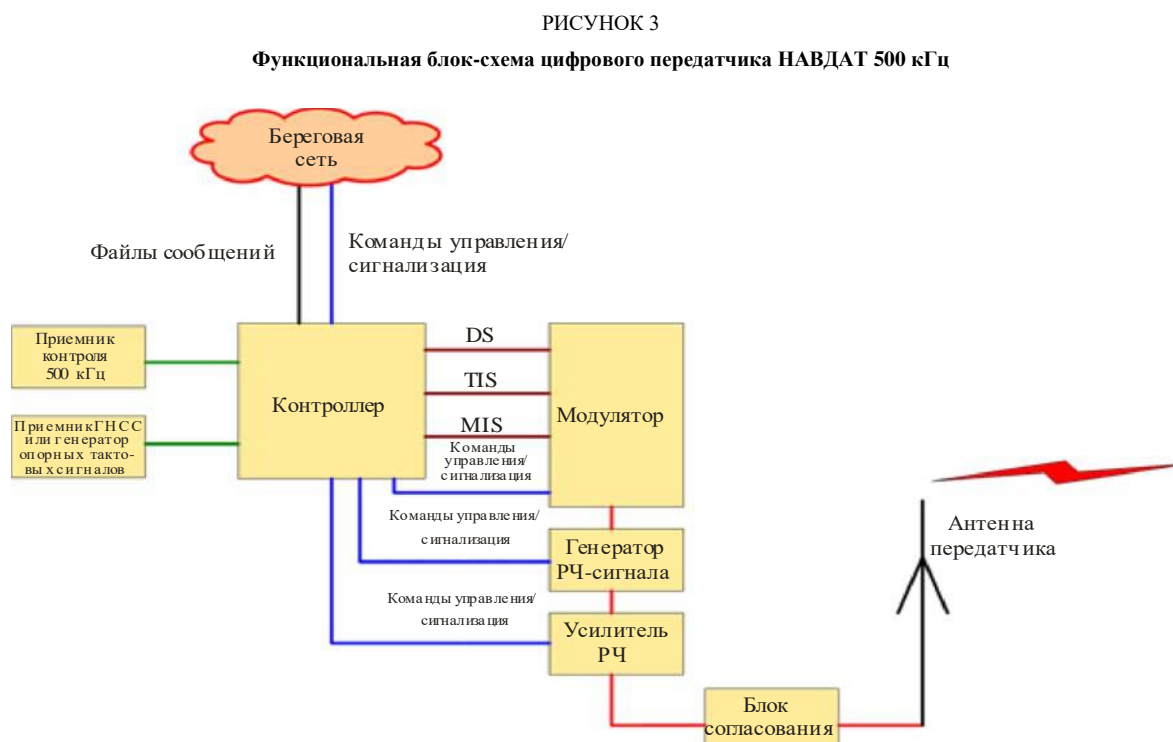 РИСУНОК 3
Функциональная блок-схема цифрового передатчика НАВДАТ 500 кГц
Береговая
сеть
Файлы сообщений
Команды управления/
сигнализация
Приемник
контроля
500 кГц
Приемник ГНСС
или генератор
опорных такто-
вых сигналов
Контроллер
DS
TIS
MIS
Модулятор
Команды
управления/
сигнализация
Команды управления/
сигнализация
Генератор
РЧ-сигнала
Команды управления/
сигнализация
Усилитель
РЧ
Антенна
передатчика
Блок
согласования